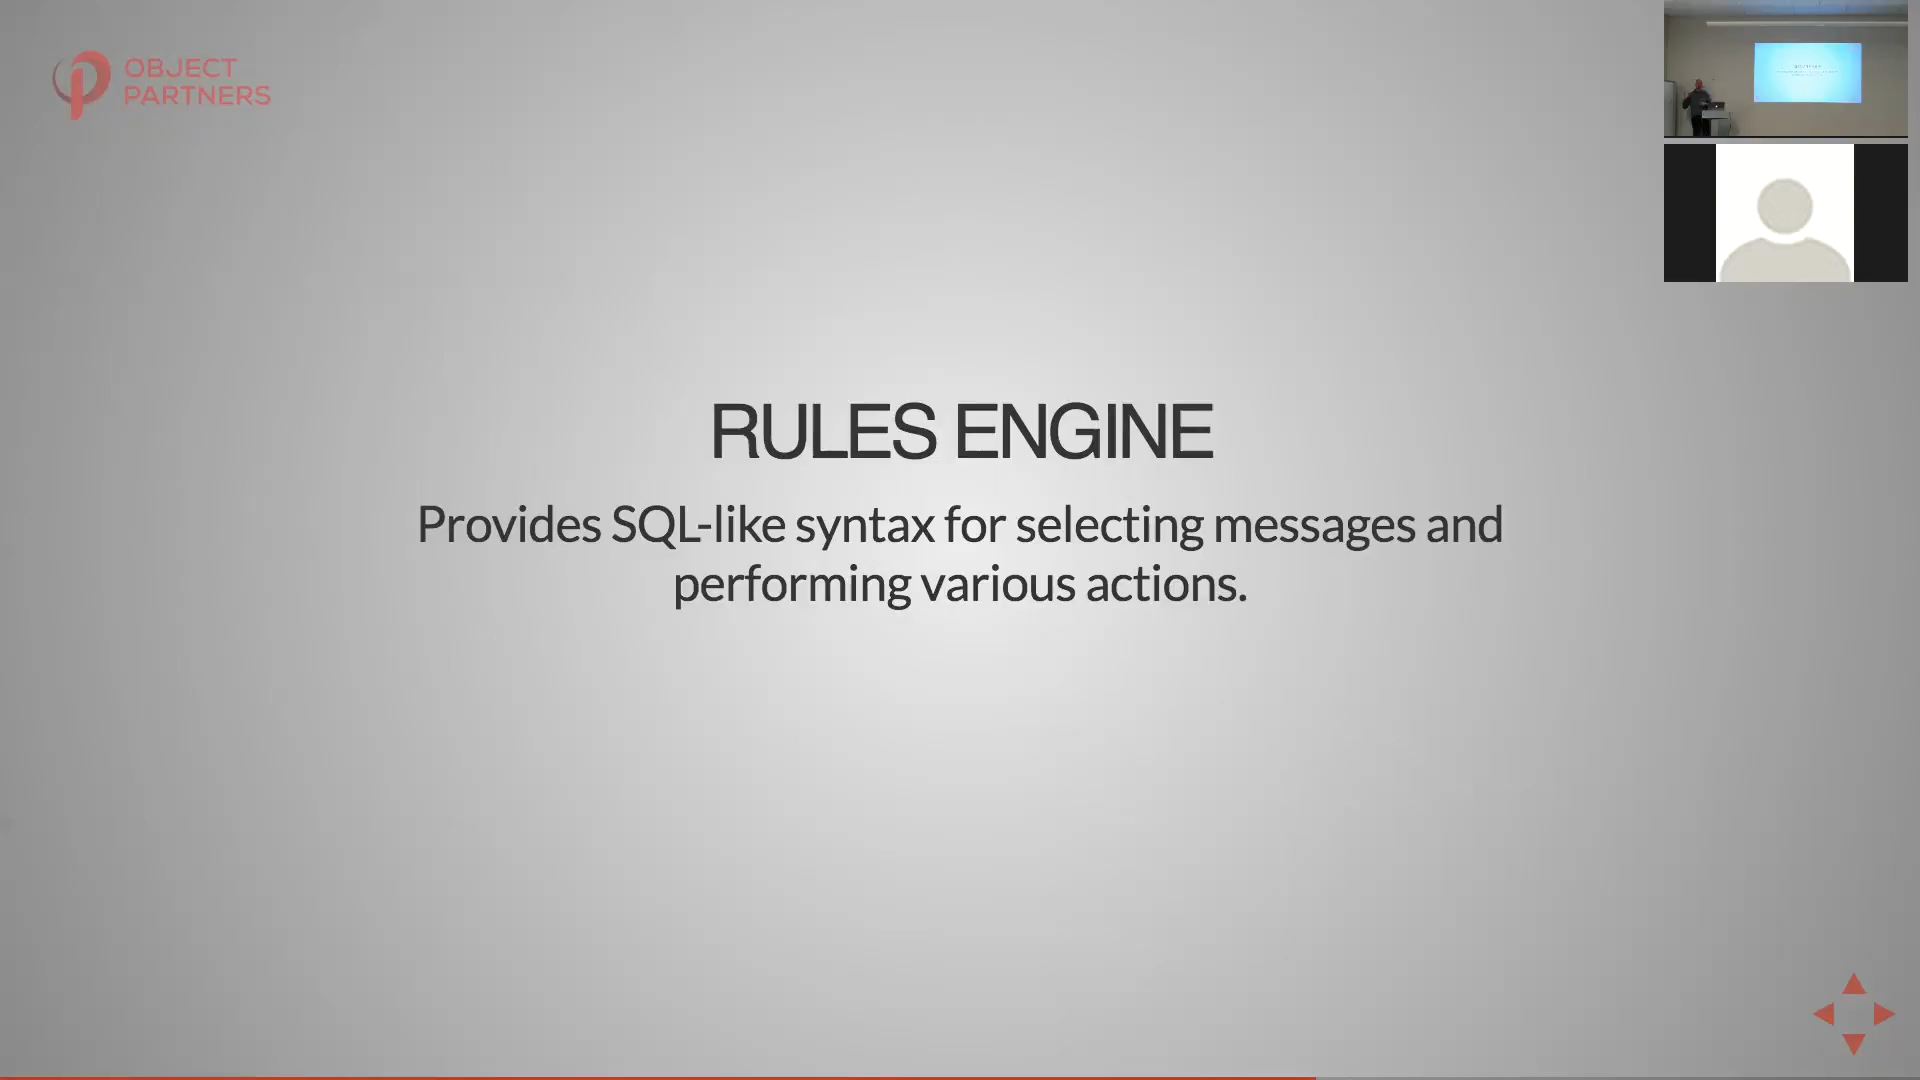 OBJECT
PARTNERS
RULES ENGINE
Provides SQL-like syntax for selecting messages and
performing various actions.